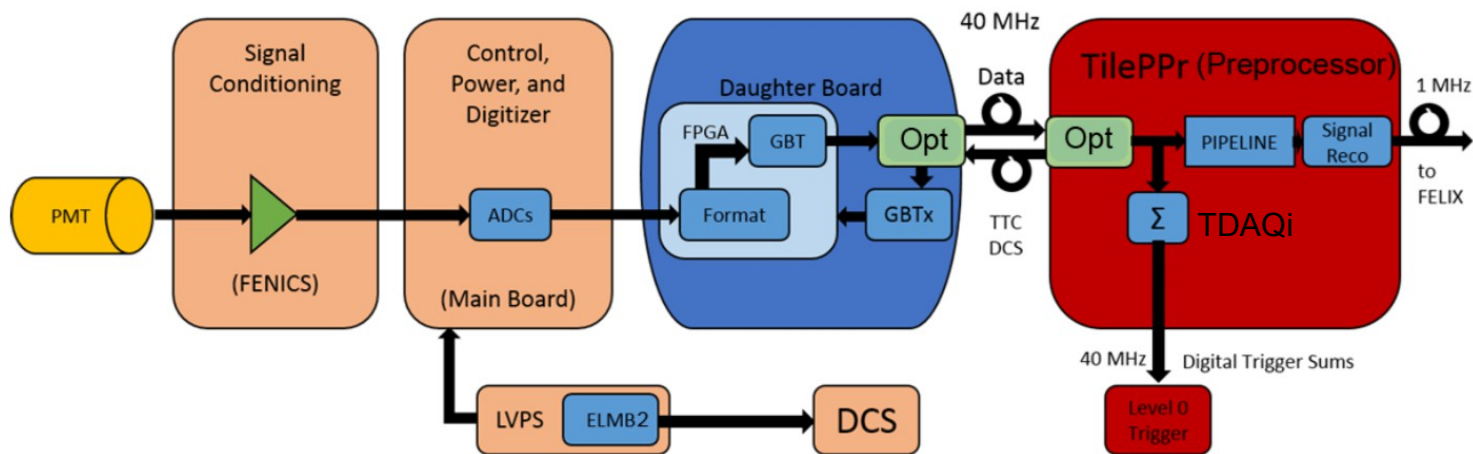 PMT
Signal
Conditioning
(FENICS)
Control,
Power, and
Digitizer
ADCs
(Main Board)
Daughter Board
FPGA
GBT
Format
Opt
GBTx
40 MHz
Data
TTC
DCS
TilePPr (Preprocessor)
Opt
PIPELINE
Signal
Reco
Σ
TDAQi
1 MHz
to
FELIX
40 MHz
Digital Trigger Sums
Level 0
Trigger
LVPS
ELMB2
DCS